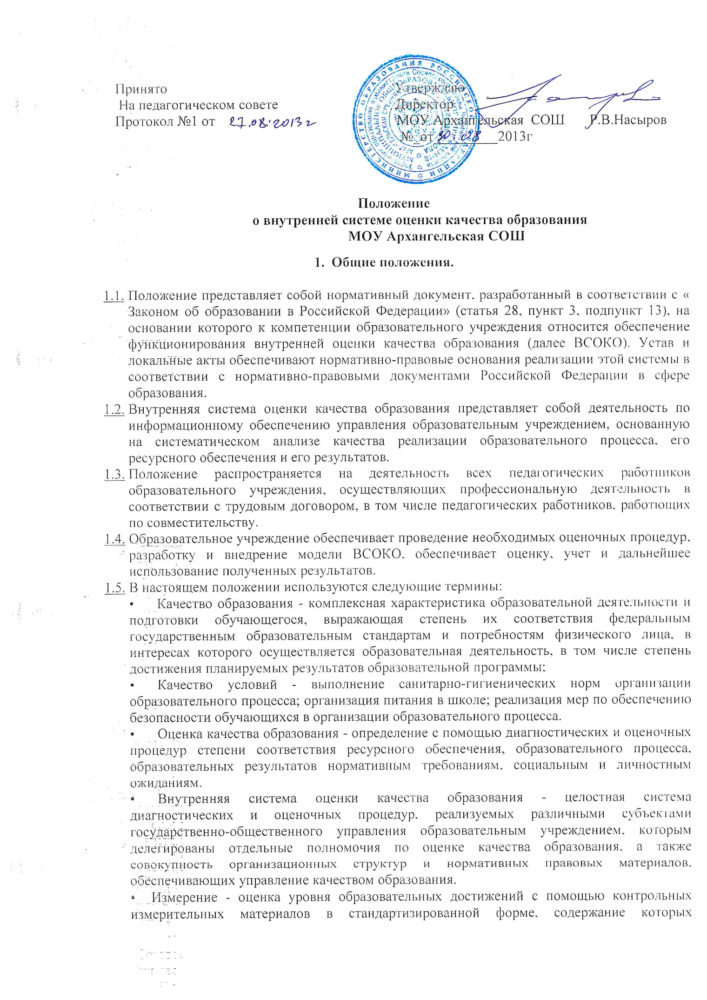 Принято
На педагогическом совете
Протокол №1 от 27.08.2013 г
Утверждаю
Директор
МОУ Архангельская СОШ Р.В.Насыров
№_от 30.08 2013г
МИНИСТЕРСТВО ОБРАЗОВАНИЯ РОССИЙСКОЙ ФЕДЕРАЦИИ
Положение
о внутренней системе оценки качества образования
МОУ Архангельская СОШ
1. Общие положения.
1.1. Положение представляет собой нормативный документ, разработанный в соответствии с «
Законом об образовании в Российской Федерации» (статья 28, пункт 3, подпункт 13), на
основании которого к компетенции образовательного учреждения относится обеспечение
функционирования внутренней оценки качества образования (далее ВСОКО). Устав и
локальные акты обеспечивают нормативно-правовые основания реализации этой системы в
соответствии с нормативно-правовыми документами Российской Федерации в сфере
образования.
1.2. Внутренняя система оценки качества образования представляет собой деятельность по
информационному обеспечению управления образовательным учреждением, основанную
на систематическом анализе качества реализации образовательного процесса, его
ресурсного обеспечения и его результатов.
1.3. Положение распространяется на деятельность всех педагогических работников
образовательного учреждения, осуществляющих профессиональную деятельность в
соответствии с трудовым договором, в том числе педагогических работников, работющих
по совместительству.
1.4. Образовательное учреждение обеспечивает проведение необходимых оценочных процедур,
разработку и внедрение модели ВСОКО, обеспечивает оценку, учет и дальнейшее
использование полученных результатов.
1.5. В настоящем положении используются следующие термины:
• Качество образования - комплексная характеристика образовательной деятельности и
подготовки обучающегося, выражающая степень их соответствия федеральным
государственным образовательным стандартам и потребностям физического лица, в
интересах которого осуществляется образовательная деятельность, в том числе степень
достижения планируемых результатов образовательной программы;
• Качество условий - выполнение санитарно-гигиенических норм организации
образовательного процесса; организация питания в школе; реализация мер по обеспечению
безопасности обучающихся в организации образовательного процесса.
• Оценка качества образования - определение с помощью диагностических и оценочных
процедур степени соответствия ресурсного обеспечения, образовательного процесса,
образовательных результатов нормативным требованиям, социальным и личностным
ожиданиям.
• Внутренняя система оценки качества образования - целостная система
диагностических и оценочных процедур, реализуемых различными субъектами
государственно-общественного управления образовательным учреждением, которым
делегированы отдельные полномочия по оценке качества образования, а также
совокупность организационных структур и нормативных правовых материалов,
обеспечивающих управление качеством образования.
• Измерение - оценка уровня образовательных достижений с помощью контрольных
измерительных материалов в стандартизированной форме, содержание которых